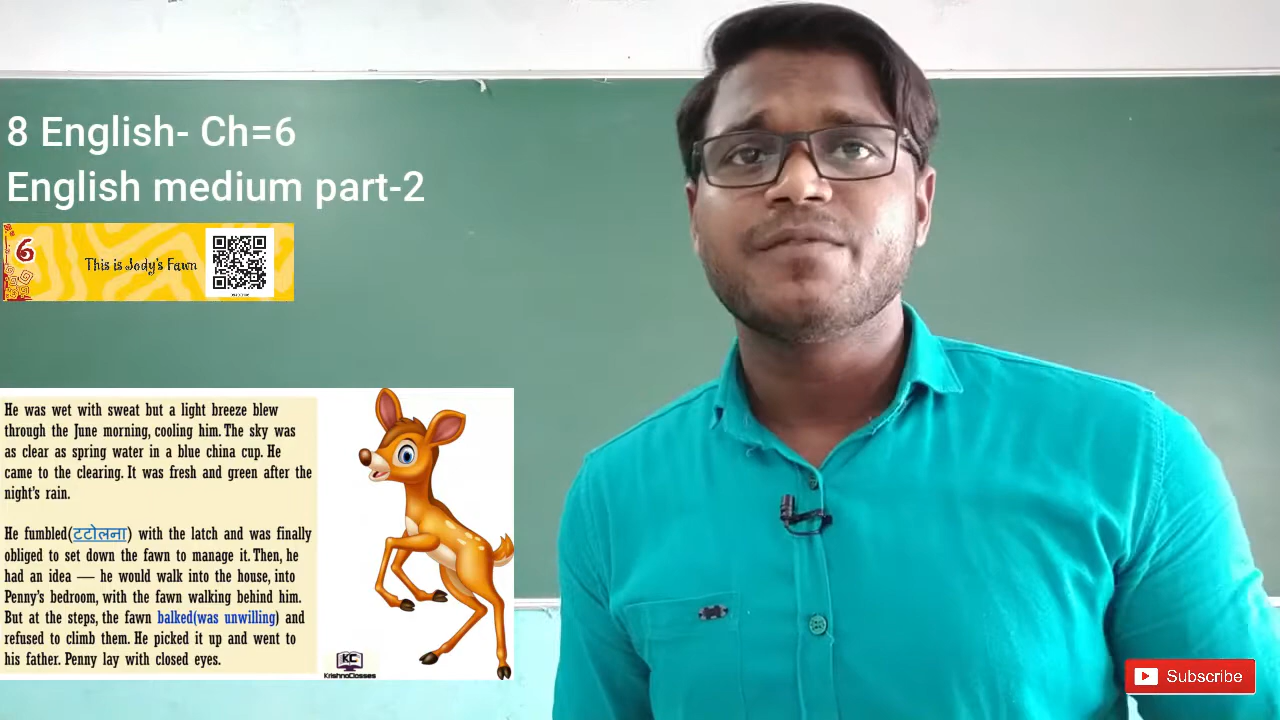 8 English- Ch=6
English medium part-2
6
This is Jody's Fawn
He was wet with sweat but a light breeze blew
through the June morning, cooling him. The sky was
as clear as spring water in a blue china cup. He
came to the clearing. It was fresh and green after the
night's rain.
He fumbled(टटोलना) with the latch and was finally
obliged to set down the fawn to manage it. Then, he
had an idea — he would walk into the house, into
Penny's bedroom, with the fawn walking behind him.
But at the steps, the fawn balked(was unwilling) and
refused to climb them. He picked it up and went to
his father. Penny lay with closed eyes.
KC
KrishnaClasses
Subscribe